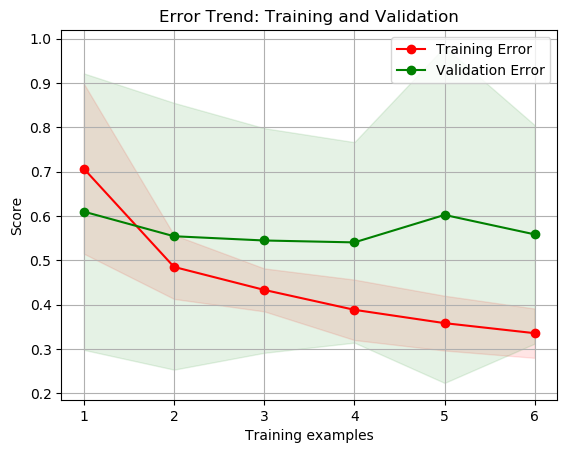 Error Trend: Training and Validation
1.0
0.9
0.8
0.7
0.6
0.5
0.4
0.3
0.2
Score
Training Error
Validation Error
1 2 3 4 5 6
Training examples